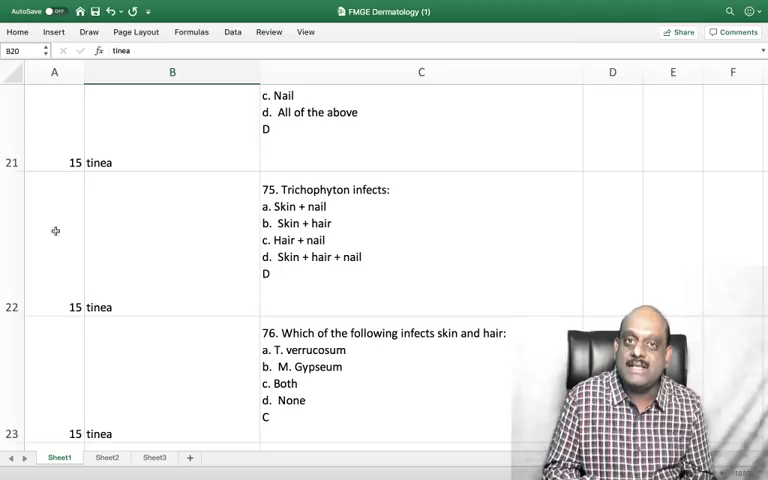 AutoSave OFF
FMGE Dermatology (1)
Home Insert Draw Page Layout Formulas Data Review View Share Comments
B20 fx tinea
A B C D E F
c. Nail
d. All of the above
D
21 15 tinea
75. Trichophyton infects:
a. Skin + nail
b. Skin + hair
c. Hair + nail
d. Skin + hair + nail
D
22 15 tinea
76. Which of the following infects skin and hair:
a. T. verrucosum
b. M. Gypseum
c. Both
d. None
C
23 15 tinea
Sheet1 Sheet2 Sheet3 +